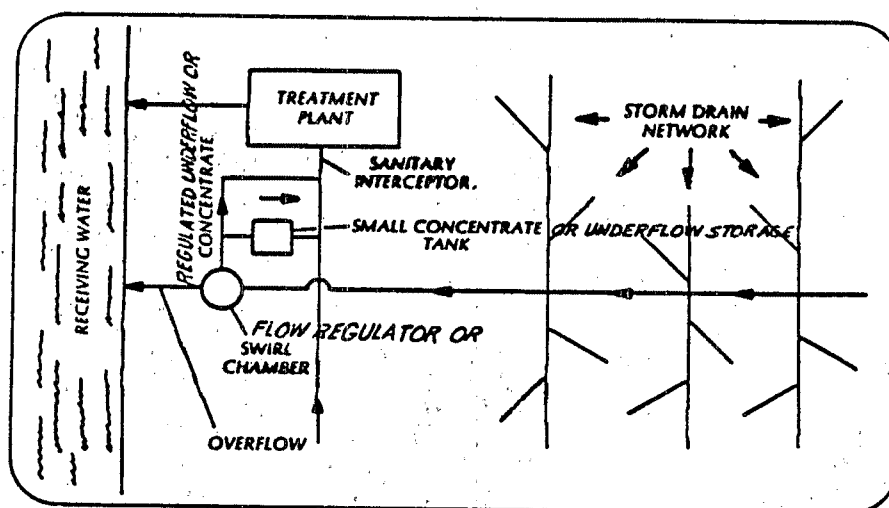 RECEIVING WATER
REGULATED UNDERFLOW OR
CONCENTRATE
TREATMENT
PLANT
STORM DRAIN
NETWORK
SANITARY
INTERCEPTOR.
SMALL CONCENTRATE
TANK OR UNDERFLOW STORAGE
FLOW REGULATOR OR
SWIRL
CHAMBER
OVERFLOW